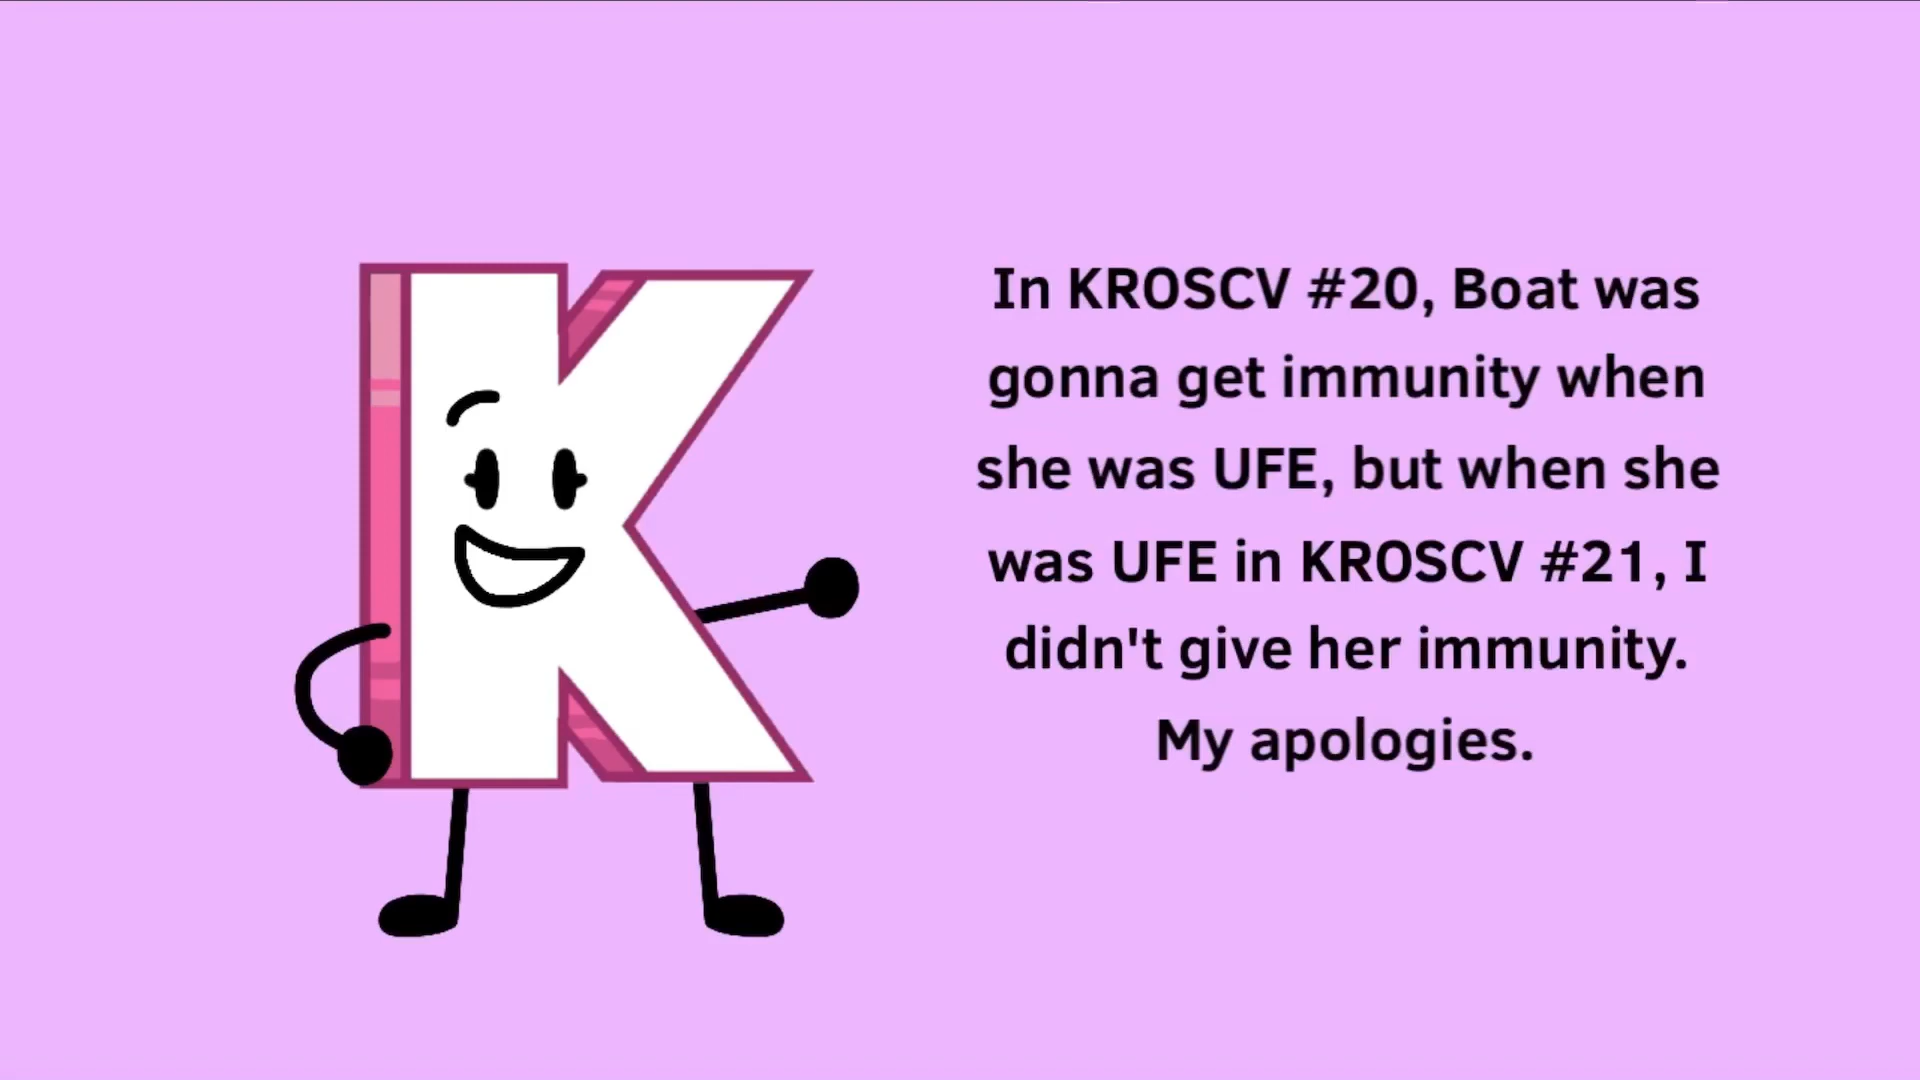 In KROSCV #20, Boat was
gonna get immunity when
she was UFE, but when she
was UFE in KROSCV #21, I
didn't give her immunity.
My apologies.